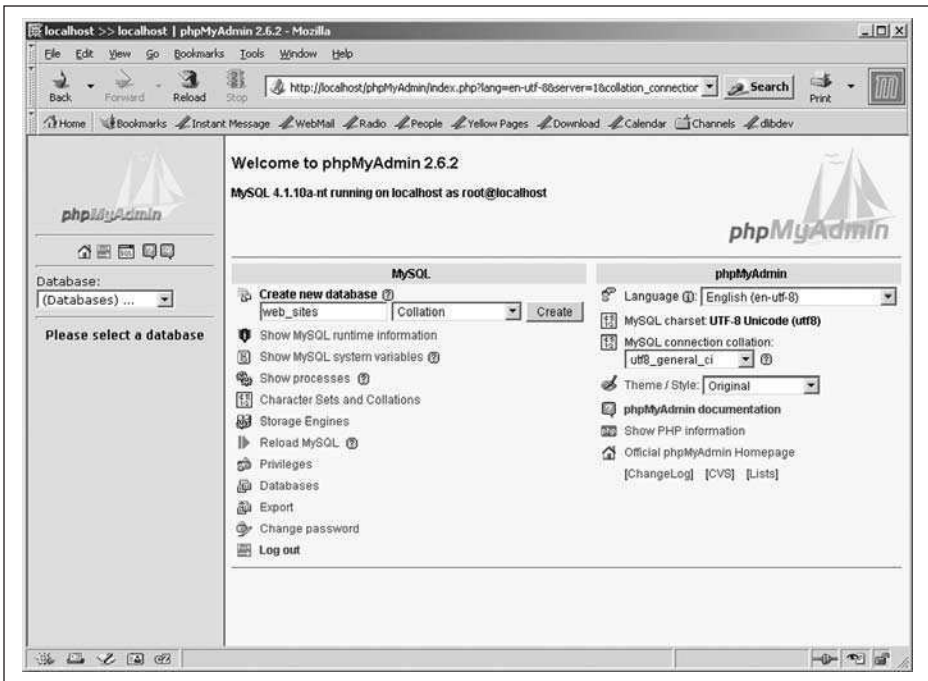 localhost >> localhost | phpMyAdmin 2.6.2 - Mozilla
File Edit View Go Bookmarks Tools Window Help
Back Forward Reload Stop http://localhost/phpMyAdmin/index.php?lang=en-utf-8&server=1&collation_connection Search Print
Home Bookmarks Instant Message WebMail Radio People Yellow Pages Download Calendar Channels dlbdev
phpMyAdmin
Database:
(Databases) ...
Please select a database
Welcome to phpMyAdmin 2.6.2
MySQL 4.1.10a-nt running on localhost as root@localhost
phpMyAdmin
MySQL
Create new database
web_sites Collation Create
Show MySQL runtime information
Show MySQL system variables
Show processes
Character Sets and Collations
Storage Engines
Reload MySQL
Privileges
Databases
Export
Change password
Log out
phpMyAdmin
Language : English (en-utf-8)
MySQL charset: UTF-8 Unicode (utf8)
MySQL connection collation:
utf8_general_ci
Theme / Style: Original
phpMyAdmin documentation
Show PHP information
Official phpMyAdmin Homepage
[ChangeLog] [CVS] [Lists]